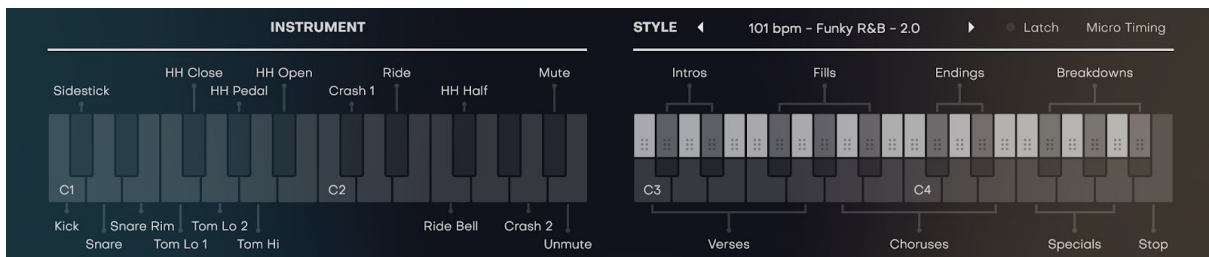 INSTRUMENT
STYLE 101 bpm – Funky R&B – 2.0 Latch Micro Timing
HH Close HH Open Ride Mute Intros Fills Endings Breakdowns
Sidestick HH Pedal Crash 1 HH Half
C1 C2 C3 C4
Kick Snare Rim Tom Lo 2 Ride Bell Crash 2
Snare Tom Lo 1 Tom Hi Unmute Verses Choruses Specials Stop